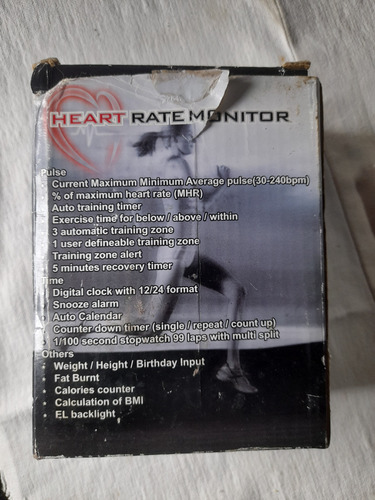 HEART RATE MONITOR
Pulse
Current Maximum Minimum Average pulse(30-240bpm)
% of maximum heart rate (MHR)
Auto training timer
Exercise time for below / above / within
3 automatic training zone
1 user defineable training zone
Training zone alert
5 minutes recovery timer
Digital clock with 12/24 format
Snooze alarm
• Auto Calendar
• Counter down timer (single / repeat / count up)
• 1/100 second stopwatch 99 laps with multi split
Others
• Weight / Height / Birthday Input
• Fat Burnt
• Calories counter
• Calculation of BMI
• EL backlight